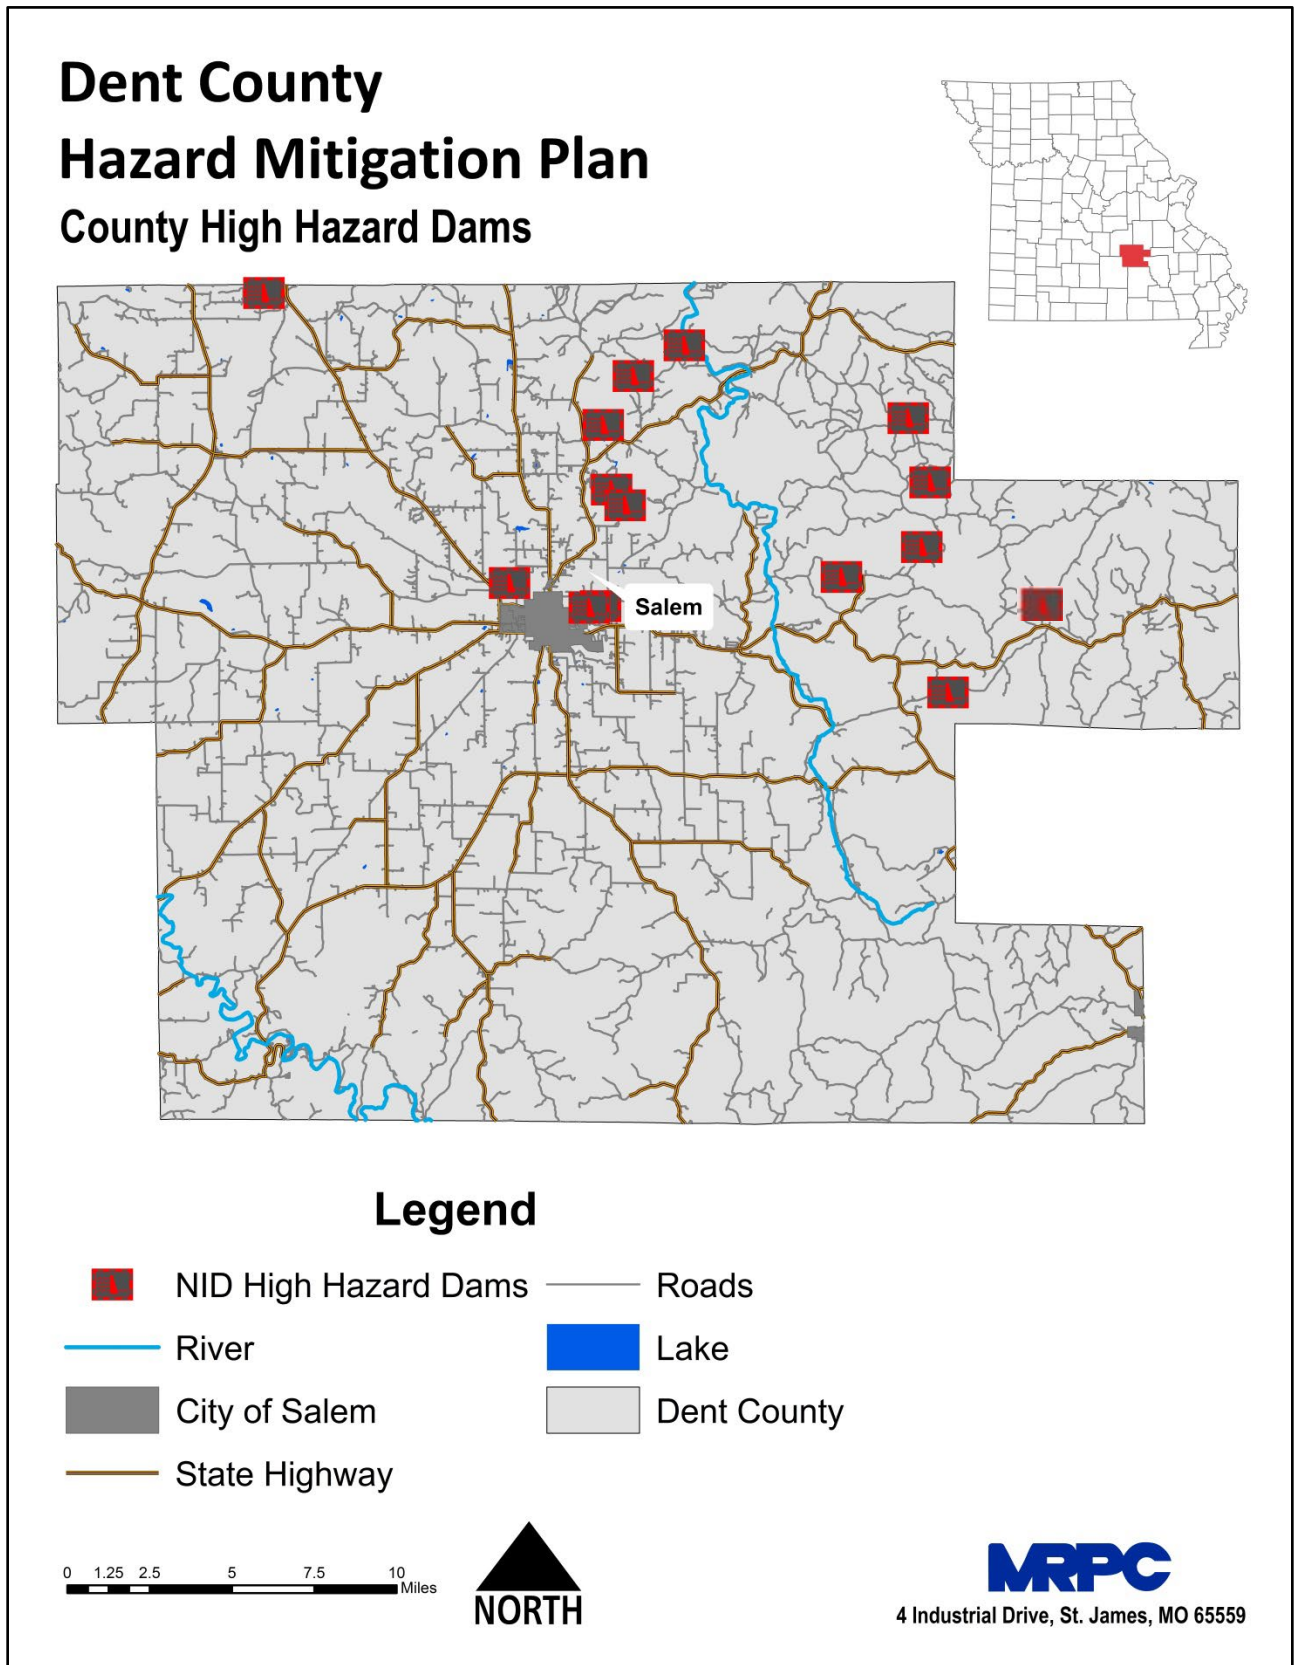 Dent County
Hazard Mitigation Plan
County High Hazard Dams
Salem
Legend
NID High Hazard Dams
Roads
River
Lake
City of Salem
Dent County
State Highway
0 1.25 2.5 5 7.5 10
Miles
NORTH
MRPC
4 Industrial Drive, St. James, MO 65559